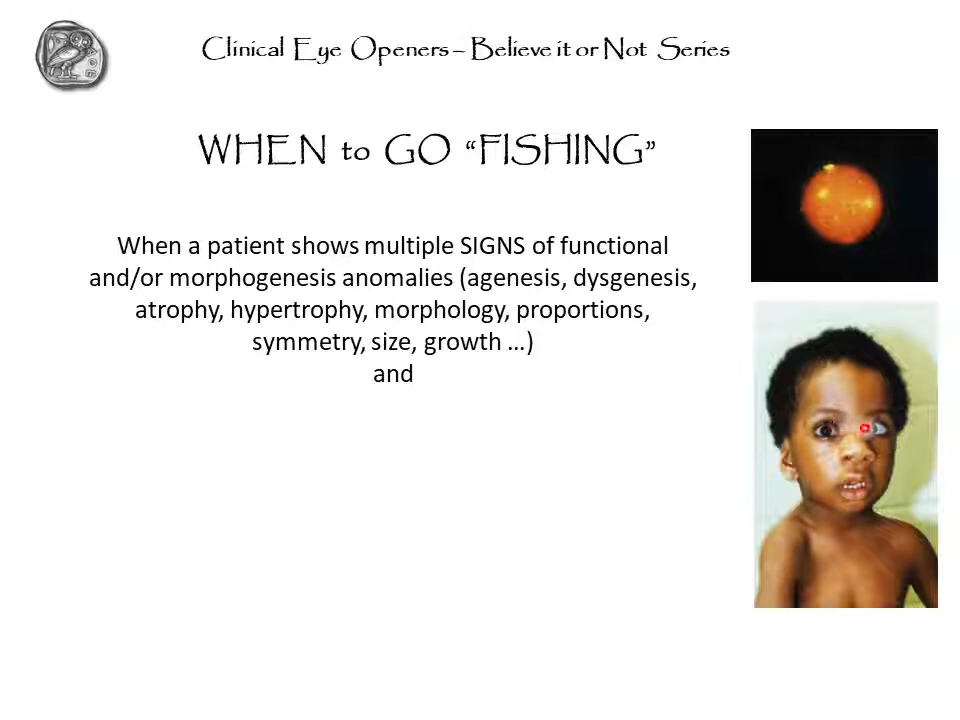 Clinical Eye Openers – Believe it or Not Series
WHEN to GO “FISHING”
When a patient shows multiple SIGNS of functional
and/or morphogenesis anomalies (agenesis, dysgenesis,
atrophy, hypertrophy, morphology, proportions,
symmetry, size, growth …)
and